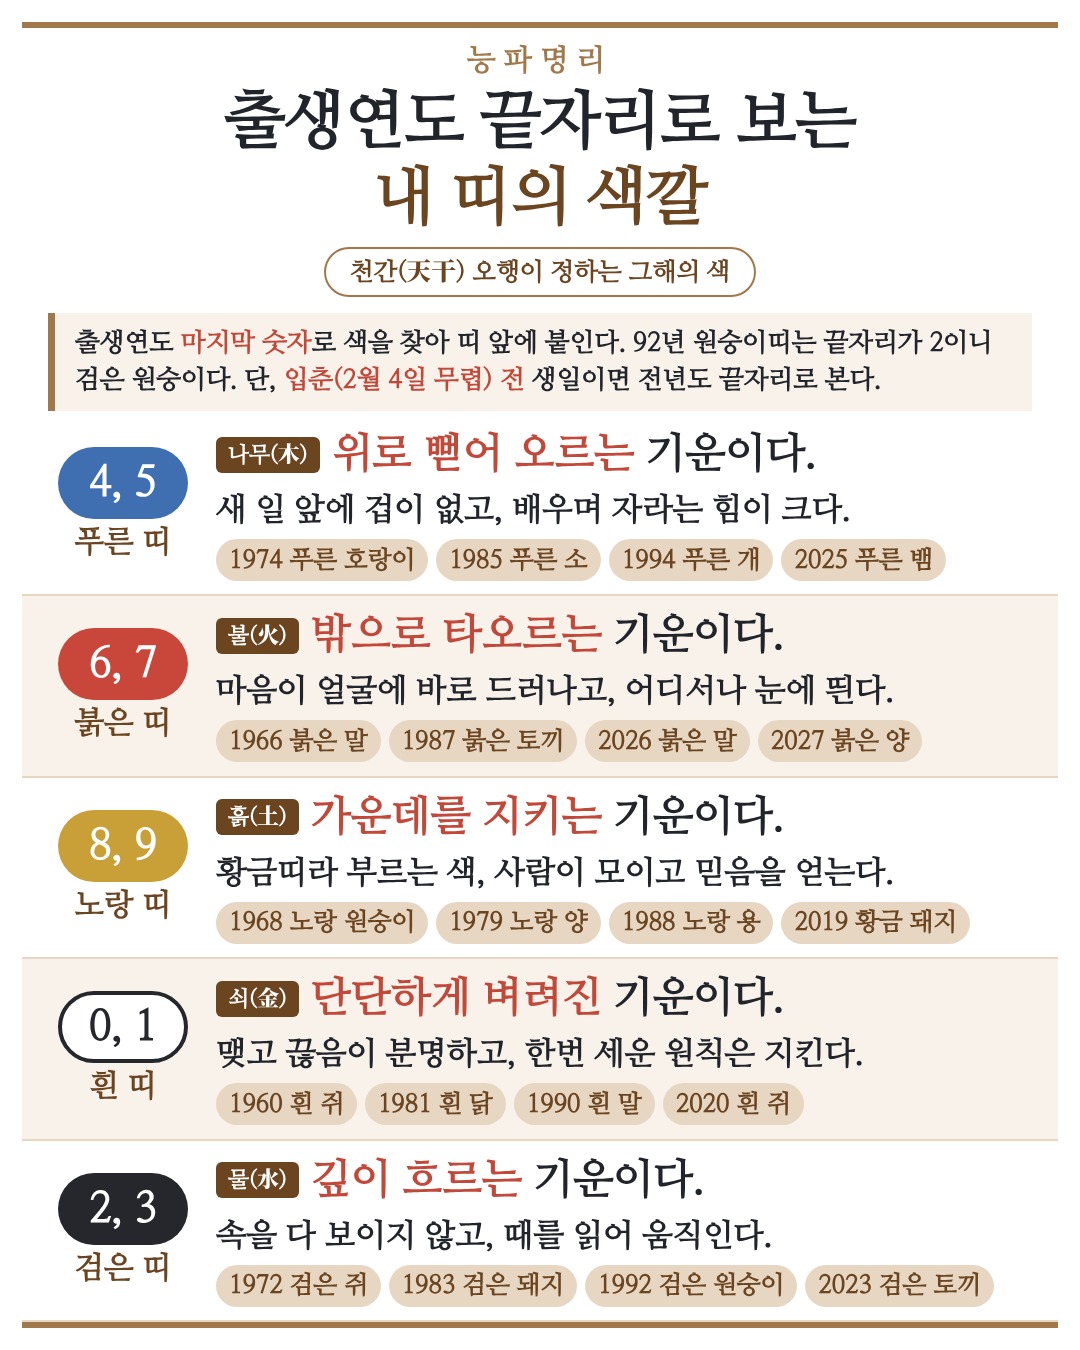 능파명리
출생연도 끝자리로 보는
내 띠의 색깔
천간(天干) 오행이 정하는 그해의 색
출생연도 마지막 숫자로 색을 찾아 띠 앞에 붙인다. 92년 원숭이띠는 끝자리가 2이니
검은 원숭이다. 단, 입춘(2월 4일 무렵) 전 생일이면 전년도 끝자리로 본다.
4, 5
푸른 띠
나무(木) 위로 뻗어 오르는 기운이다.
새 일 앞에 겁이 없고, 배우며 자라는 힘이 크다.
1974 푸른 호랑이 1985 푸른 소 1994 푸른 개 2025 푸른 뱀
6, 7
붉은 띠
불(火) 밖으로 타오르는 기운이다.
마음이 얼굴에 바로 드러나고, 어디서나 눈에 띈다.
1966 붉은 말 1987 붉은 토끼 2026 붉은 말 2027 붉은 양
8, 9
노랑 띠
흙(土) 가운데를 지키는 기운이다.
황금띠라 부르는 색, 사람이 모이고 믿음을 얻는다.
1968 노랑 원숭이 1979 노랑 양 1988 노랑 용 2019 황금 돼지
0, 1
흰 띠
쇠(金) 단단하게 벼려진 기운이다.
맺고 끊음이 분명하고, 한번 세운 원칙은 지킨다.
1960 흰 쥐 1981 흰 닭 1990 흰 말 2020 흰 쥐
2, 3
검은 띠
물(水) 깊이 흐르는 기운이다.
속을 다 보이지 않고, 때를 읽어 움직인다.
1972 검은 쥐 1983 검은 돼지 1992 검은 원숭이 2023 검은 토끼